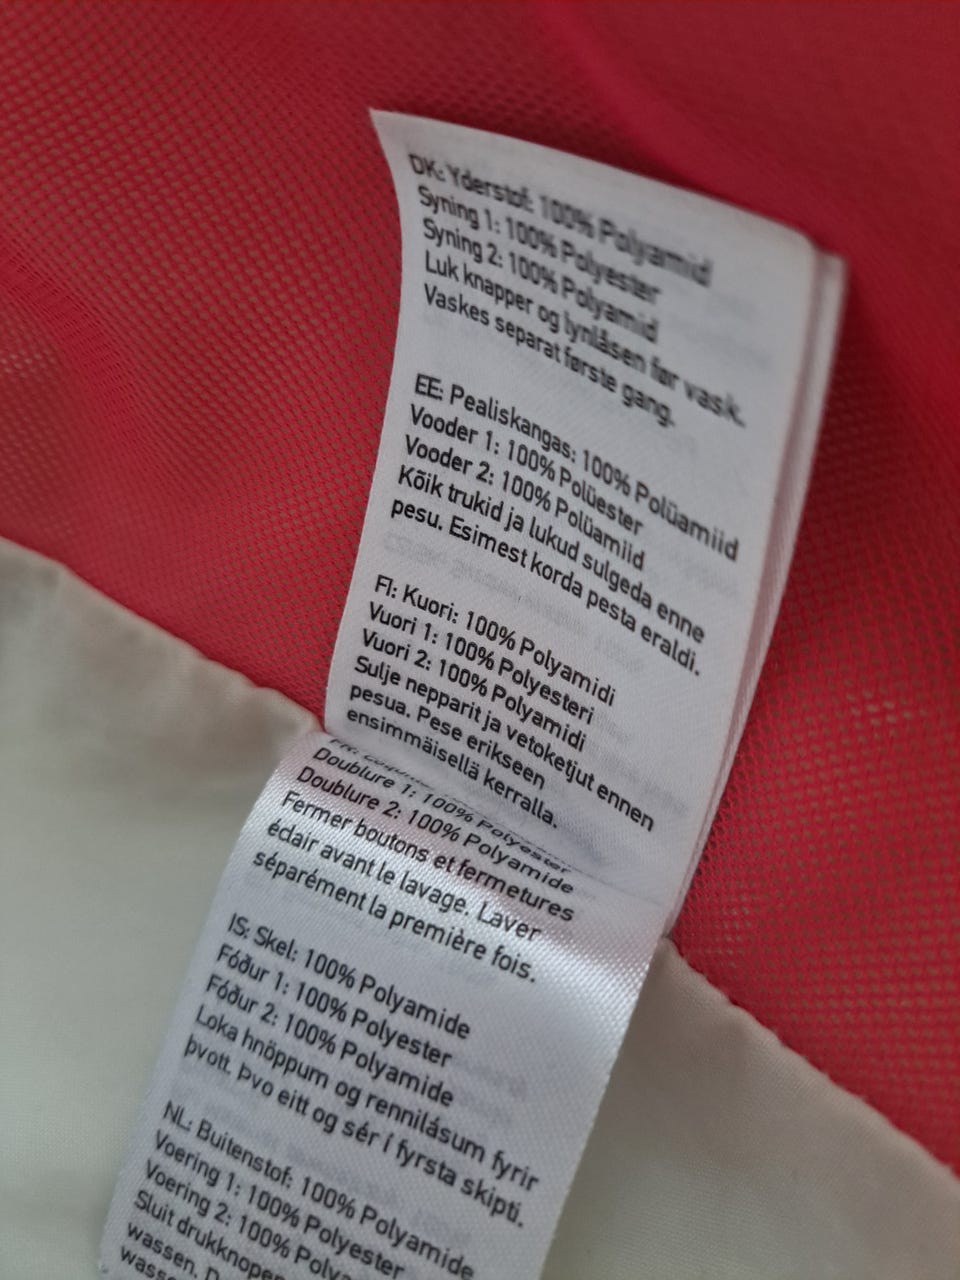 DK: Yderstof: 100% Polyamid
Syning 1: 100% Polyester
Syning 2: 100% Polyamid
Luk knapper og lynlåsen før vask.
Vaskes separat første gang.
EE: Pealiskangas: 100% Polüamiid
Vooder 1: 100% Polüester
Vooder 2: 100% Polüamiid
Kõik trukid ja lukud sulgeda enne
pesu. Esimest korda pesta eraldi.
FI: Kuori: 100% Polyamidi
Vuori 1: 100% Polyesteri
Vuori 2: 100% Polyamidi
Sulje nepparit ja vetoketjut ennen
pesua. Pese erikseen
ensimmäisellä kerralla.
Doublure 1: 100% Polyester
Doublure 2: 100% Polyamide
Fermer boutons et fermetures
éclair avant le lavage. Laver
séparément la première fois.
IS: Skel: 100% Polyamide
Fóður 1: 100% Polyester
Fóður 2: 100% Polyamide
Loka hnöppum og rennilásum fyrir
þvott. Þvo eitt og sér í fyrsta skipti.
NL: Buitenstof: 100% Polyamide
Voering 1: 100% Polyester
Voering 2: 100% Polya
Sluit drukknopen
wassen.